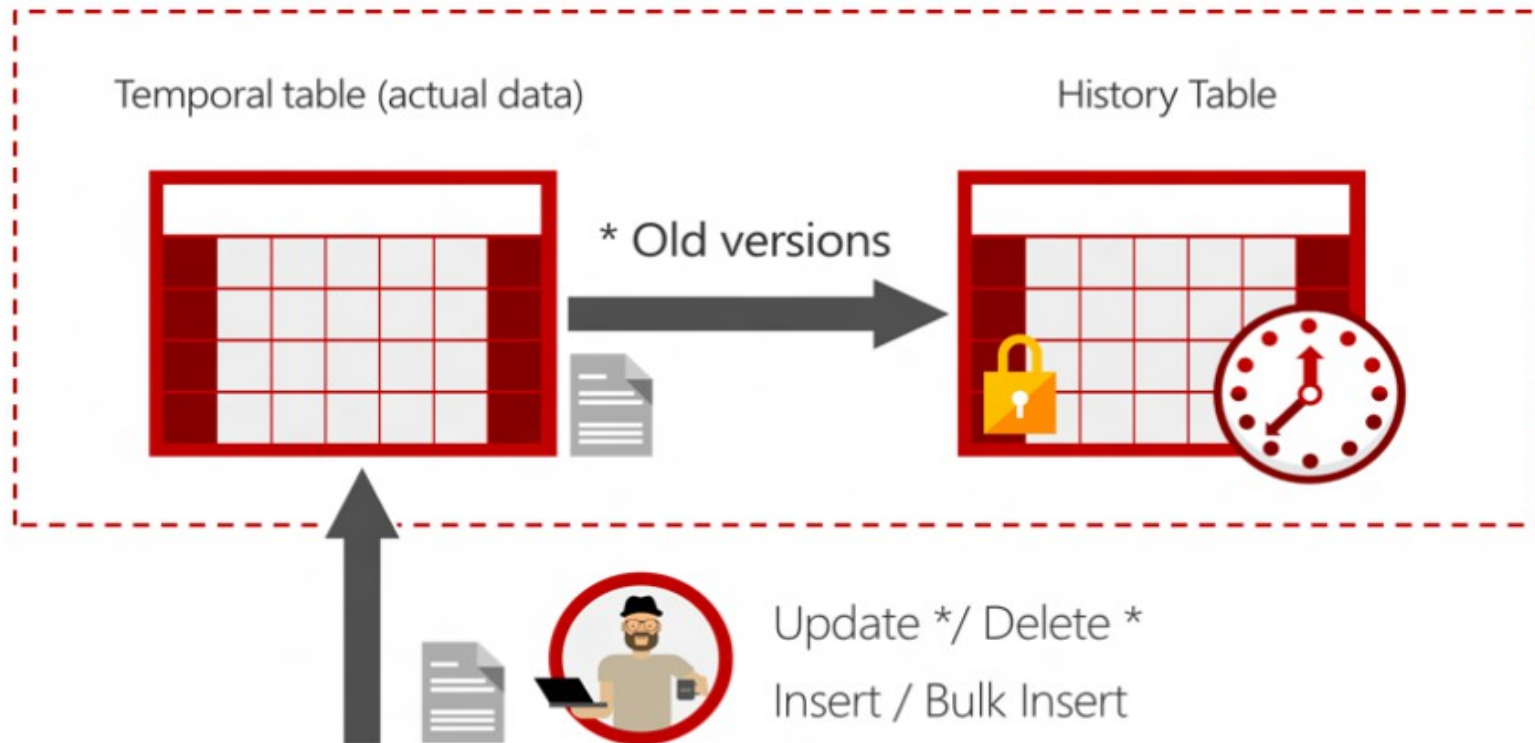 Temporal table (actual data)
History Table
* Old versions
Update */ Delete *
Insert / Bulk Insert